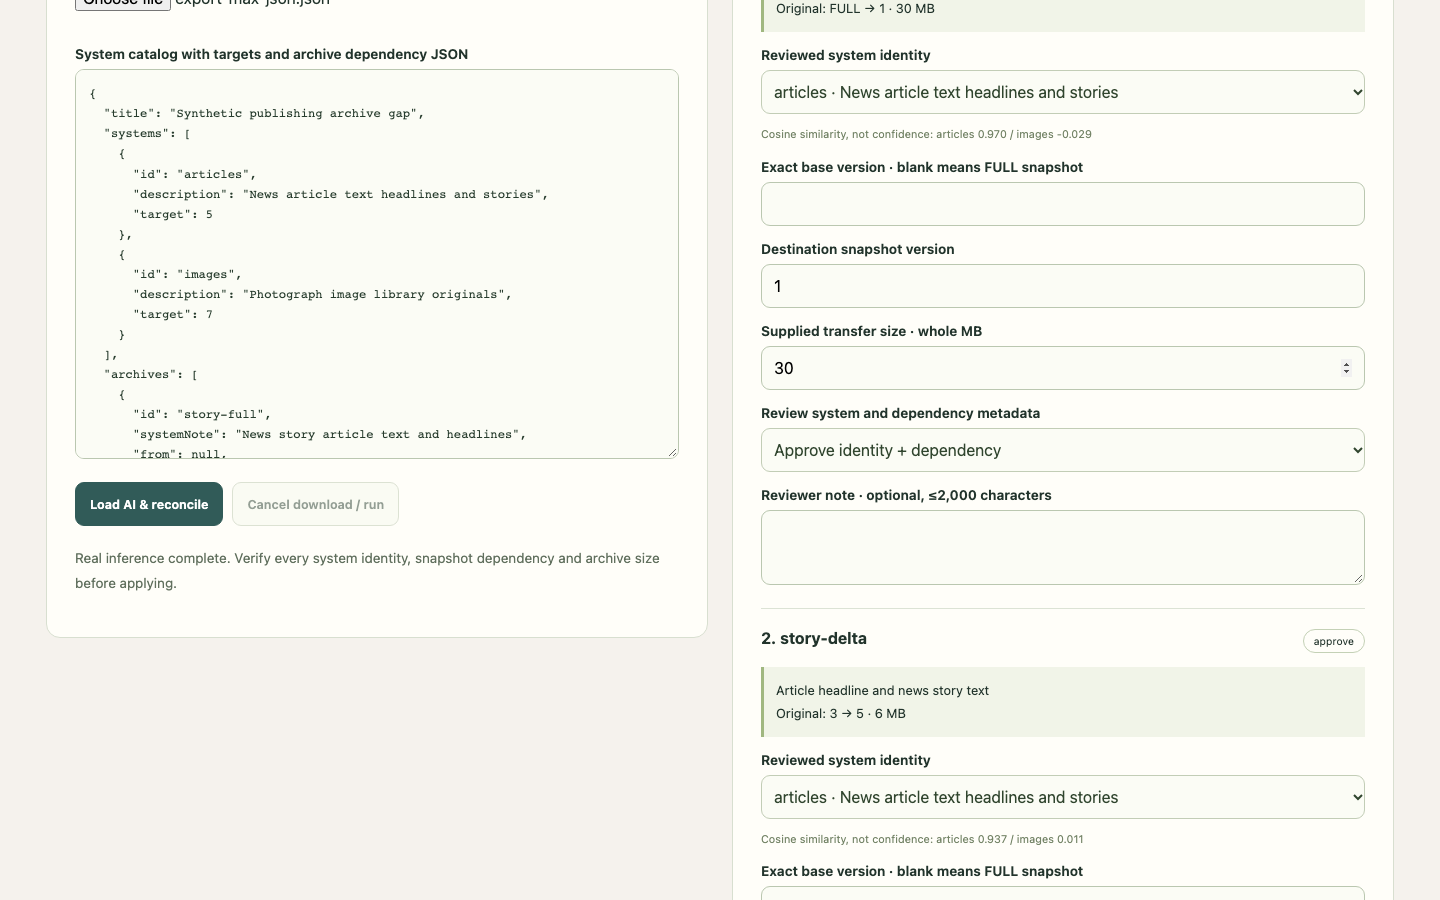 Choose file export-max-json.json
System catalog with targets and archive dependency JSON
{
"title": "Synthetic publishing archive gap",
"systems": [
{
"id": "articles",
"description": "News article text headlines and stories",
"target": 5
},
{
"id": "images",
"description": "Photograph image library originals",
"target": 7
}
],
"archives": [
{
"id": "story-full",
"systemNote": "News story article text and headlines",
"from": null,
Load AI & reconcile
Cancel download / run
Real inference complete. Verify every system identity, snapshot dependency and archive size
before applying.
Original: FULL → 1 · 30 MB
Reviewed system identity
articles · News article text headlines and stories
Cosine similarity, not confidence: articles 0.970 / images -0.029
Exact base version · blank means FULL snapshot
Destination snapshot version
1
Supplied transfer size · whole MB
30
Review system and dependency metadata
Approve identity + dependency
Reviewer note · optional, ≤2,000 characters
2. story-delta
approve
Article headline and news story text
Original: 3 → 5 · 6 MB
Reviewed system identity
articles · News article text headlines and stories
Cosine similarity, not confidence: articles 0.937 / images 0.011
Exact base version · blank means FULL snapshot